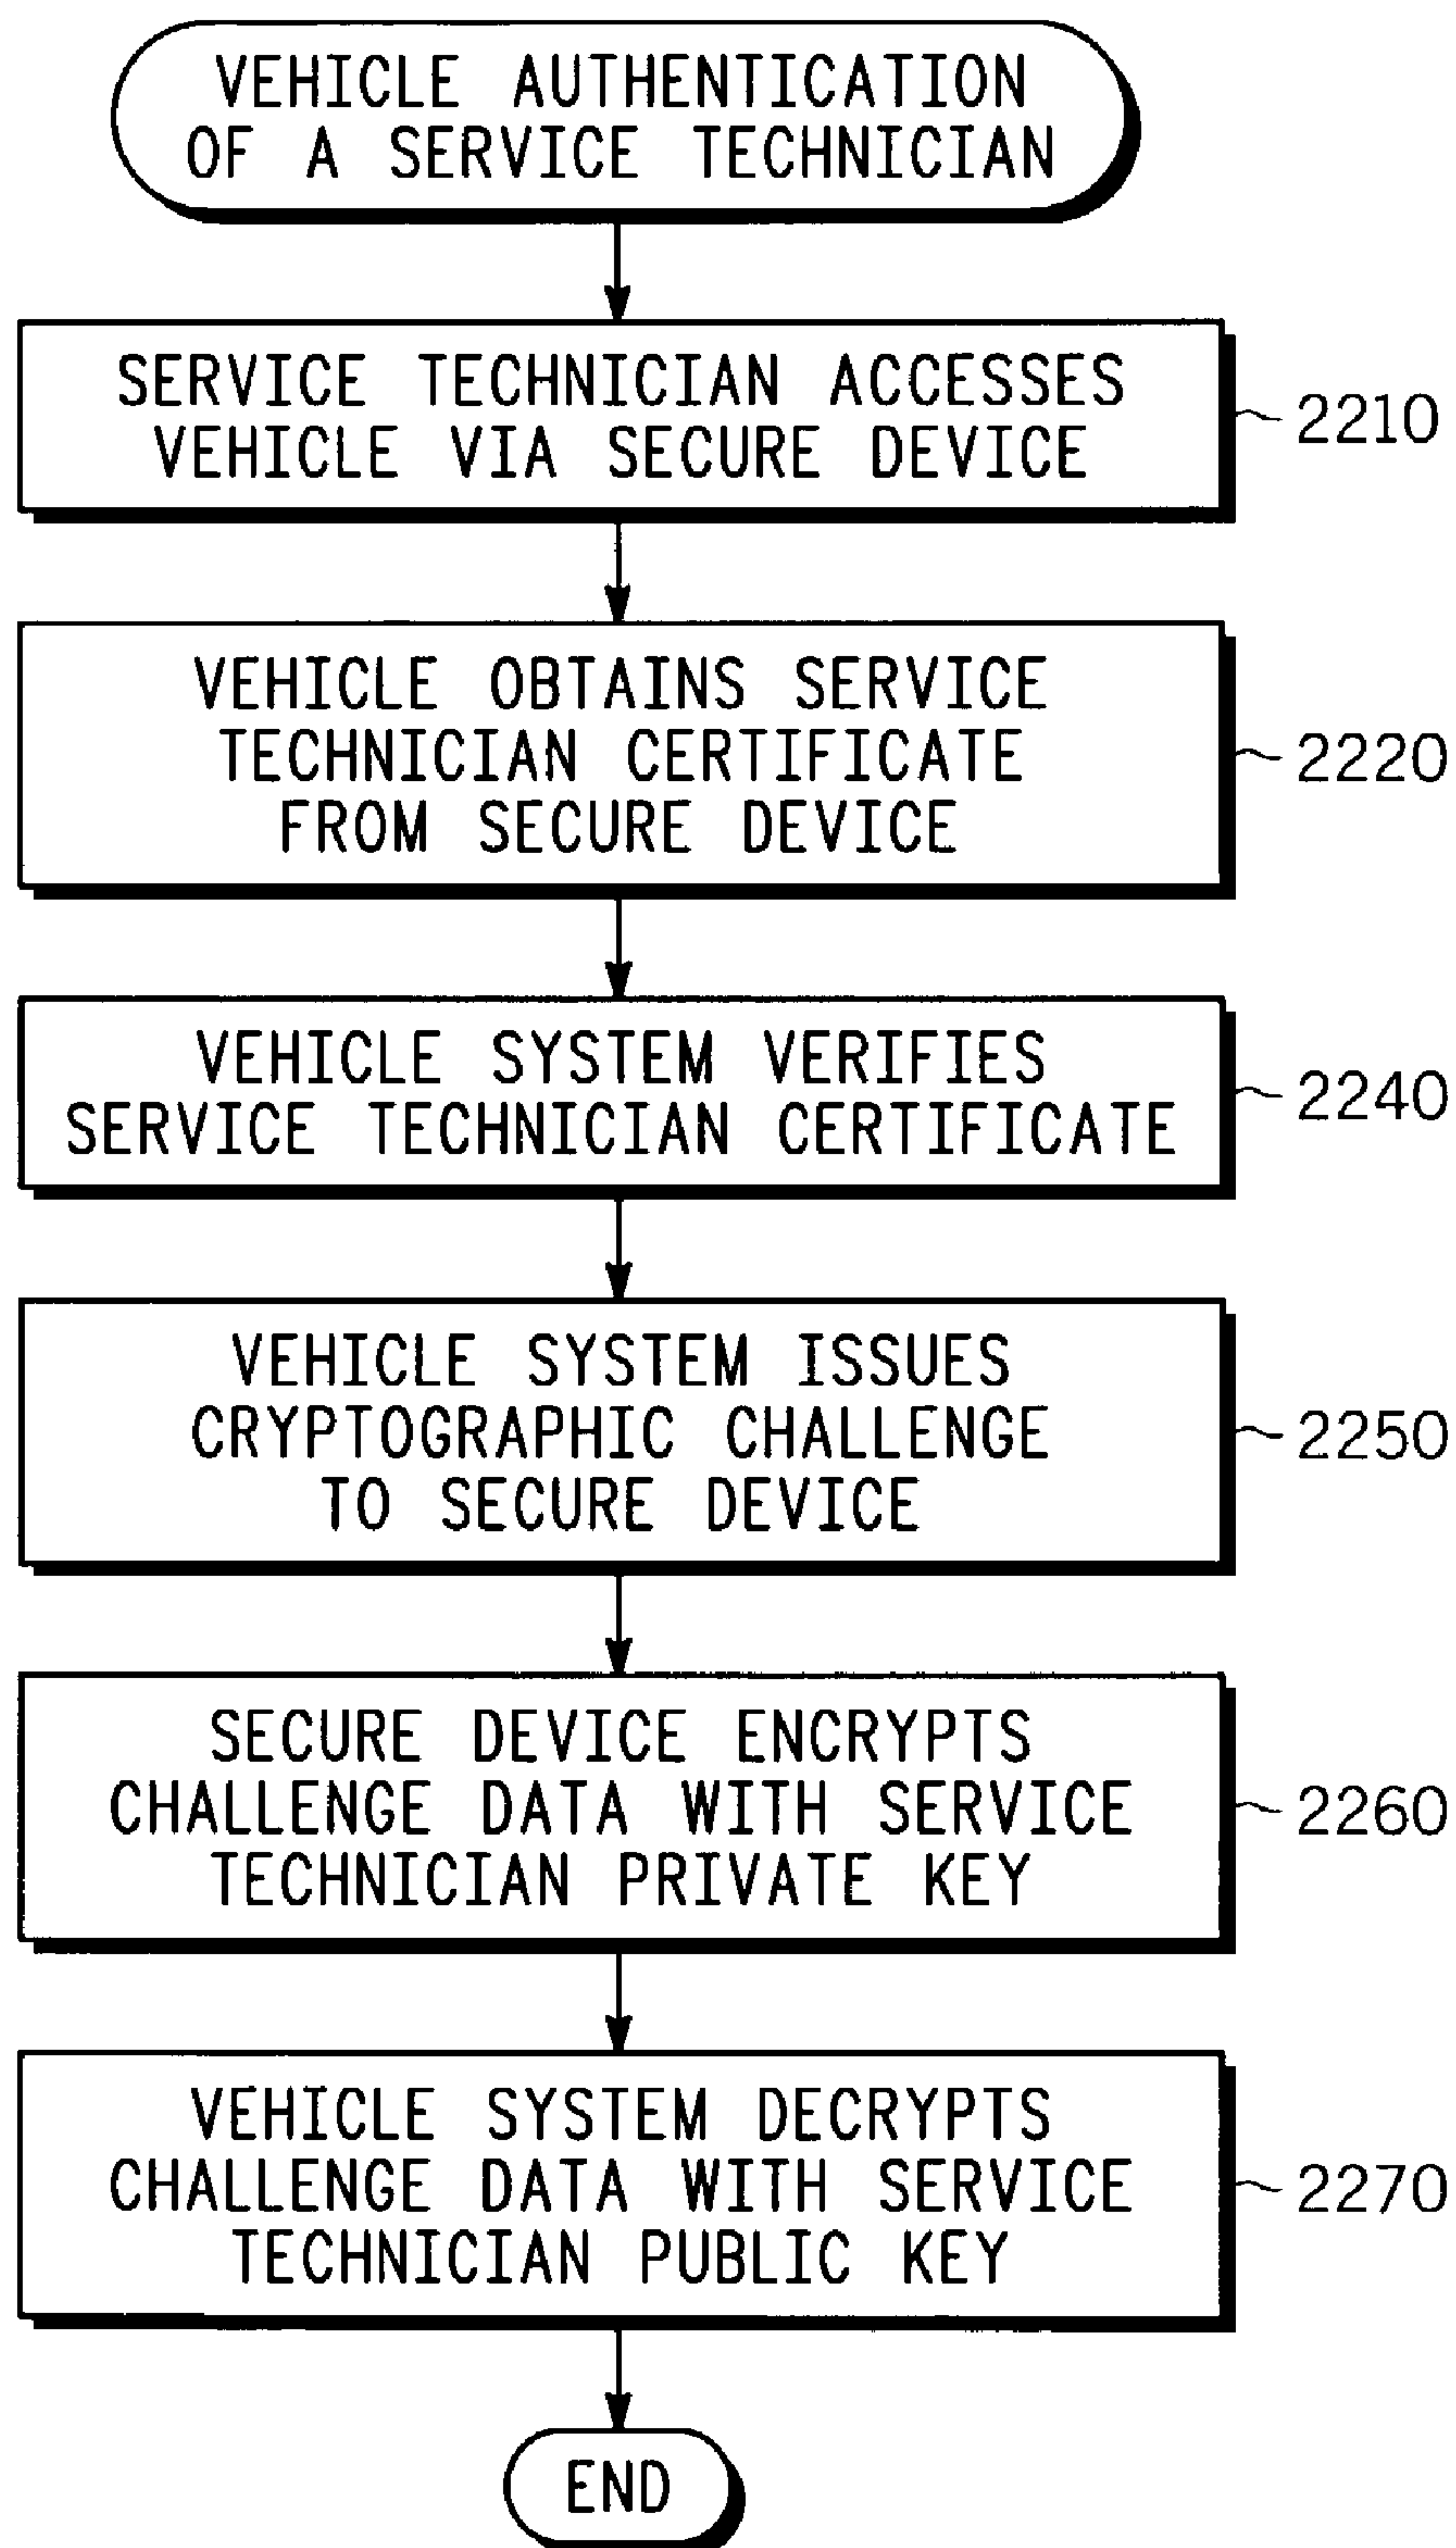 VEHICLE AUTHENTICATION
OF A SERVICE TECHNICIAN
SERVICE TECHNICIAN ACCESSES
VEHICLE VIA SECURE DEVICE
2210
VEHICLE OBTAINS SERVICE
TECHNICIAN CERTIFICATE
FROM SECURE DEVICE
2220
VEHICLE SYSTEM VERIFIES
SERVICE TECHNICIAN CERTIFICATE
2240
VEHICLE SYSTEM ISSUES
CRYPTOGRAPHIC CHALLENGE
TO SECURE DEVICE
2250
SECURE DEVICE ENCRYPTS
CHALLENGE DATA WITH SERVICE
TECHNICIAN PRIVATE KEY
2260
VEHICLE SYSTEM DECRYPTS
CHALLENGE DATA WITH SERVICE
TECHNICIAN PUBLIC KEY
2270
END